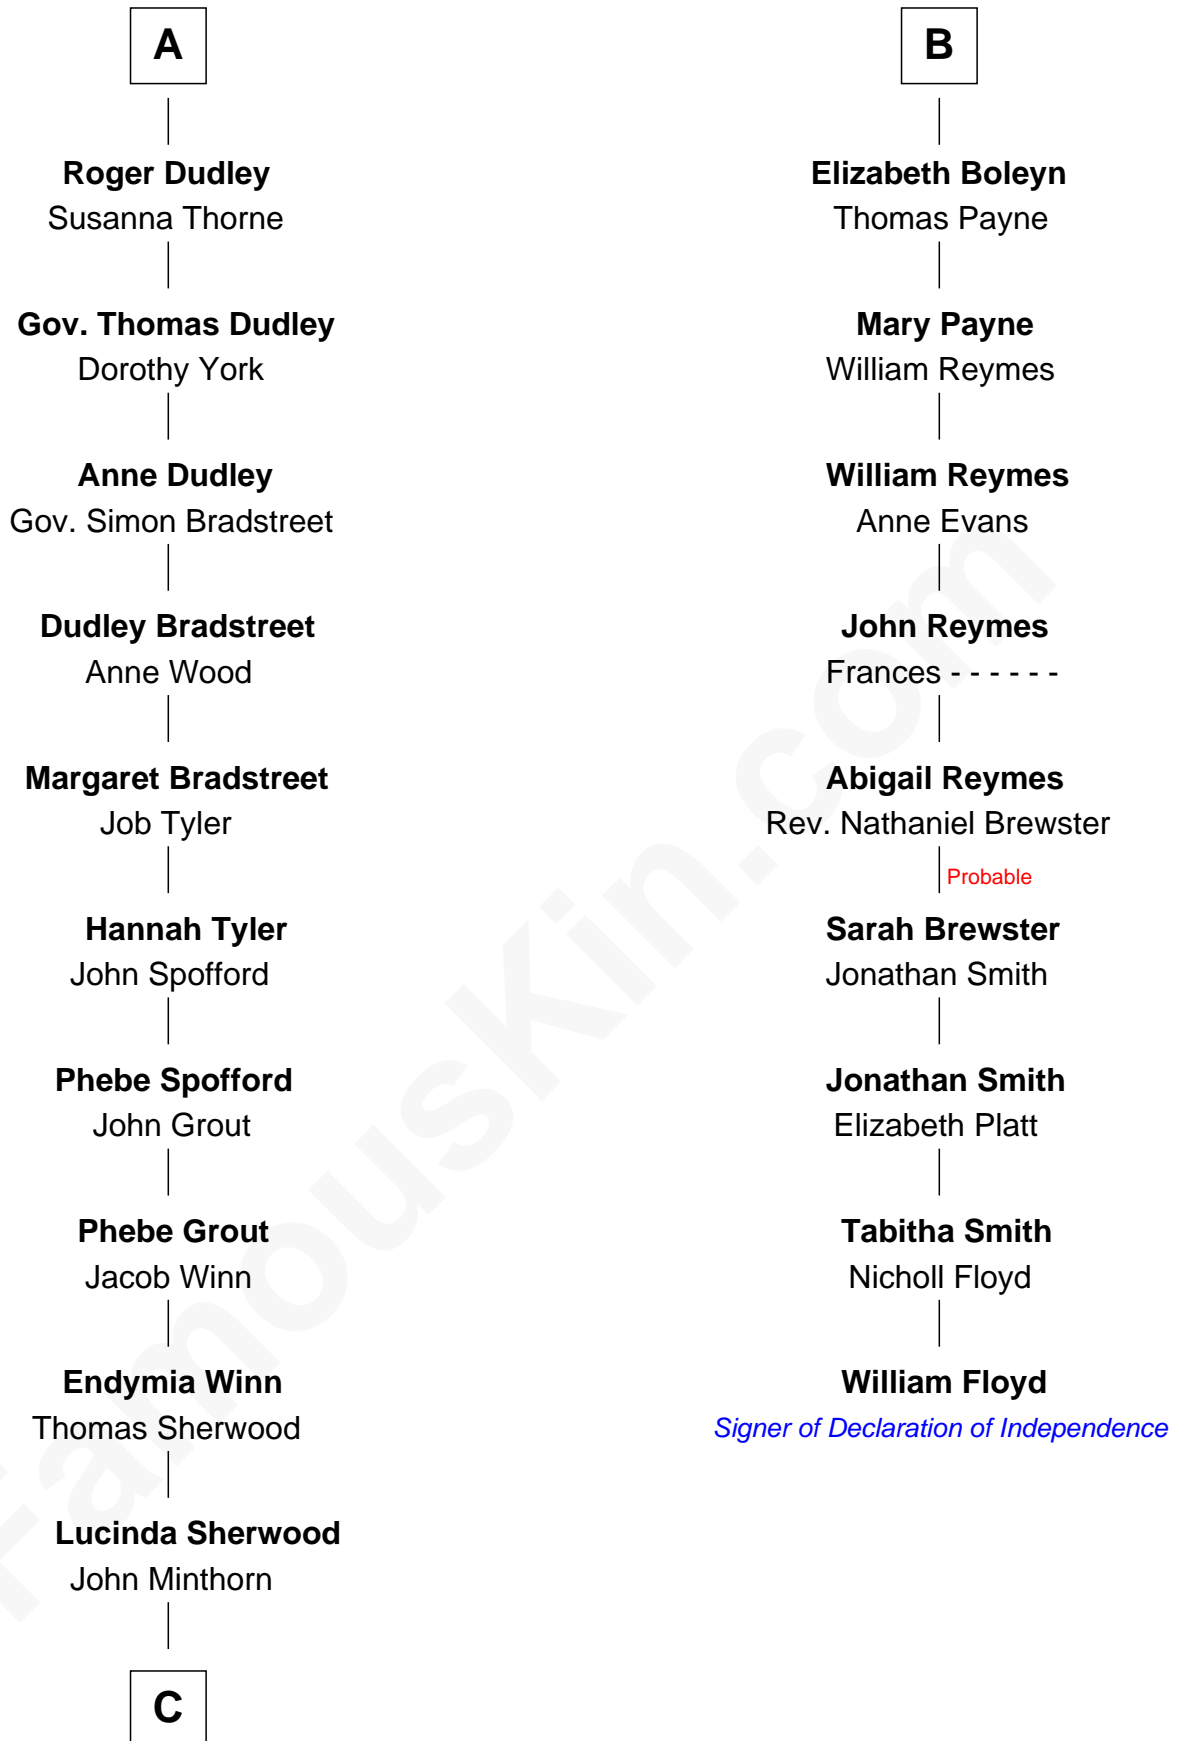 A
Roger Dudley
Susanna Thorne
Gov. Thomas Dudley
Dorothy York
Anne Dudley
Gov. Simon Bradstreet
Dudley Bradstreet
Anne Wood
Margaret Bradstreet
Job Tyler
Hannah Tyler
John Spofford
Phebe Spofford
John Grout
Phebe Grout
Jacob Winn
Endymia Winn
Thomas Sherwood
Lucinda Sherwood
John Minthorn
C
B
Elizabeth Boleyn
Thomas Payne
Mary Payne
William Reymes
William Reymes
Anne Evans
John Reymes
Frances - - - - - -
Abigail Reymes
Rev. Nathaniel Brewster
Probable
Sarah Brewster
Jonathan Smith
Jonathan Smith
Elizabeth Platt
Tabitha Smith
Nicholl Floyd
William Floyd
Signer of Declaration of Independence
FamousKin.com